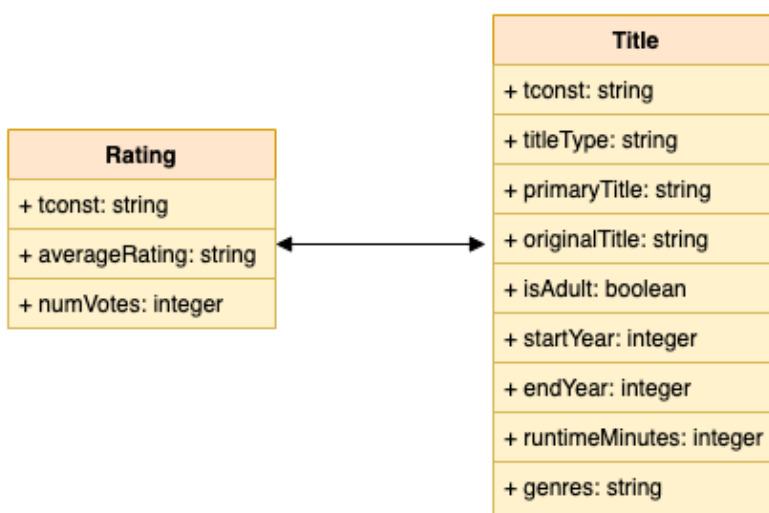 Rating
+ tconst: string
+ averageRating: string
+ numVotes: integer
Title
+ tconst: string
+ titleType: string
+ primaryTitle: string
+ originalTitle: string
+ isAdult: boolean
+ startYear: integer
+ endYear: integer
+ runtimeMinutes: integer
+ genres: string